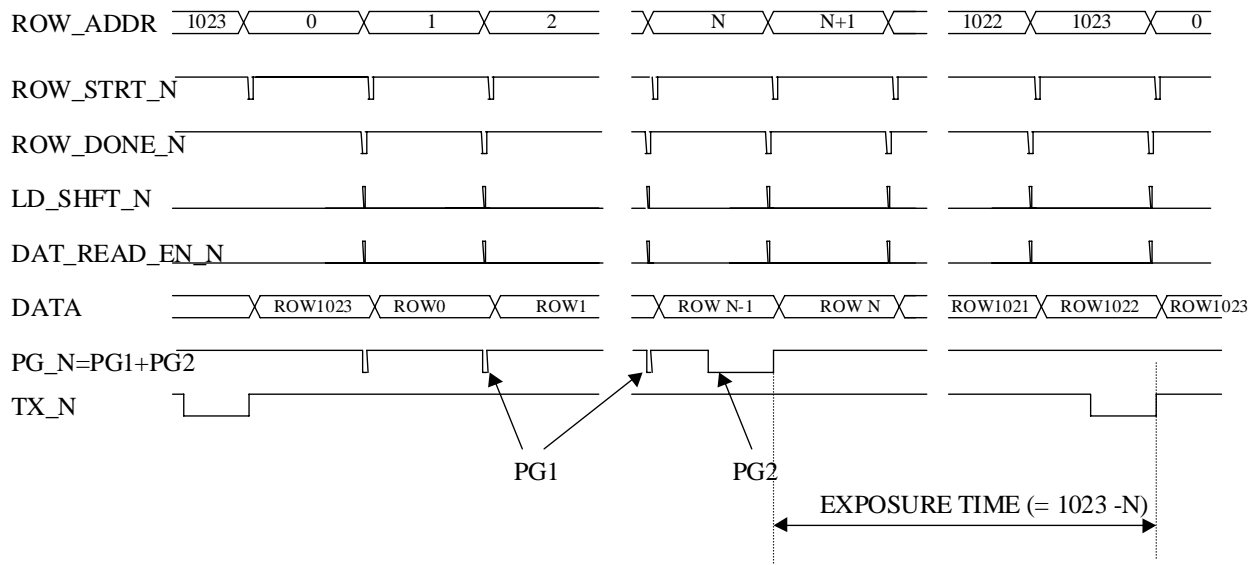 ROW_ADDR 1023 0 1 2 N N+1 1022 1023 0
ROW_STRT_N
ROW_DONE_N
LD_SHFT_N
DAT_READ_EN_N
DATA ROW1023 ROW0 ROW1 ROW N-1 ROW N ROW1021 ROW1022 ROW1023
PG_N=PG1+PG2
TX_N
PG1 PG2
EXPOSURE TIME (= 1023 -N)